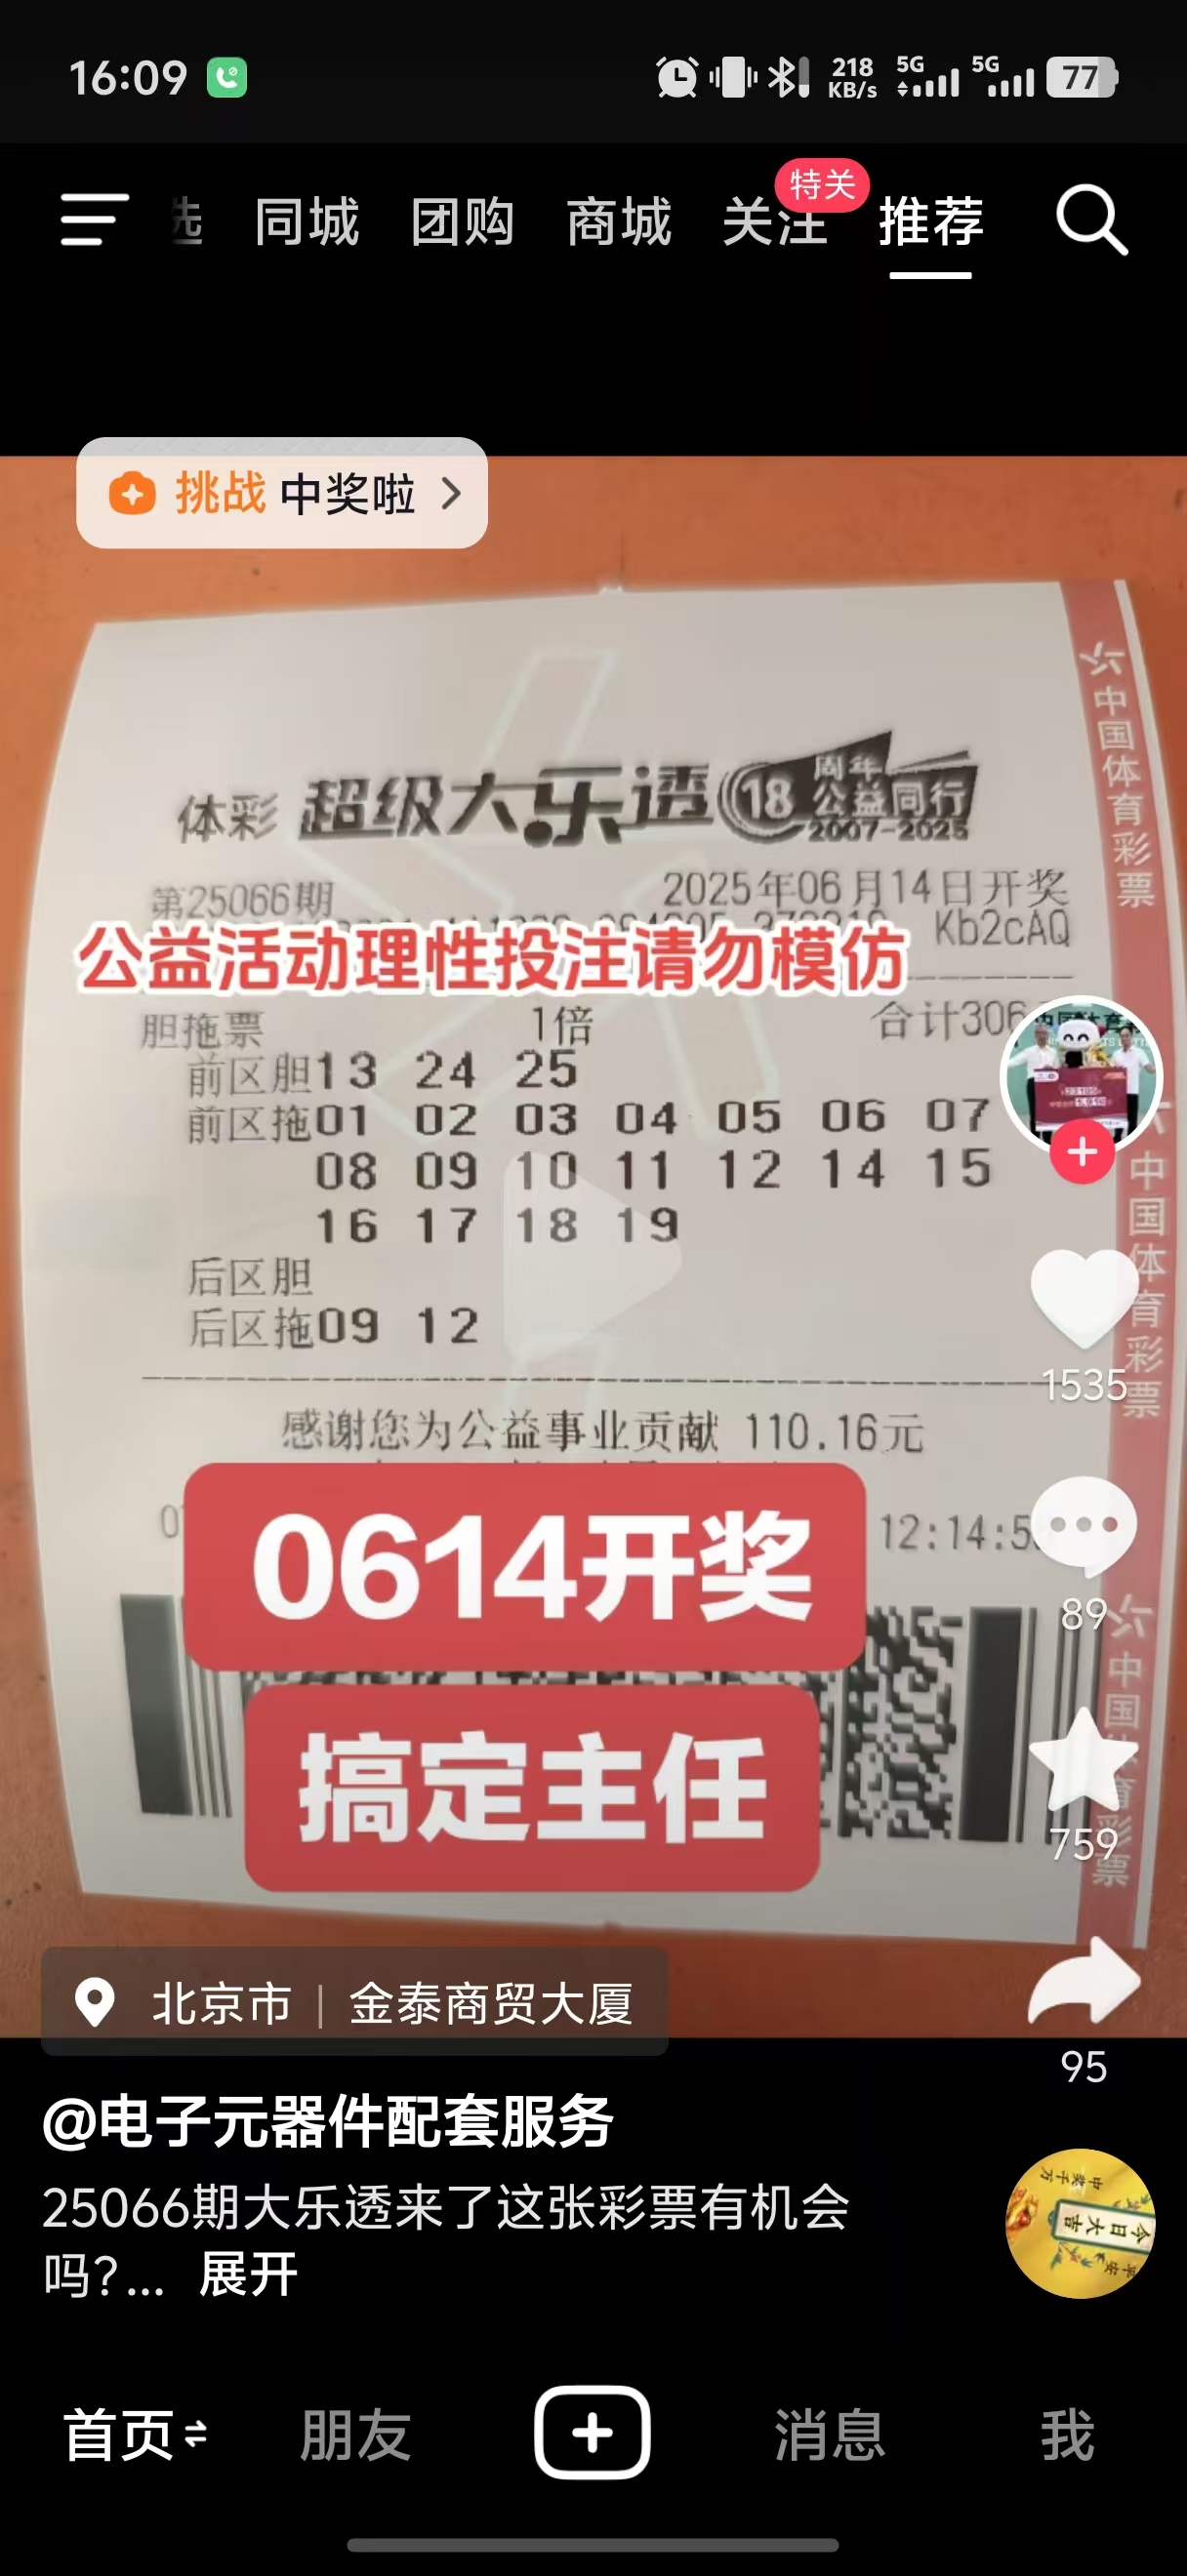 16:09
218
KB/s
5G
5G
77
同城 团购 商城 关注 推荐
特关
挑战 中奖啦
体彩 超级大乐透 18 周年
公益同行
2007-2025
第25066期 2025年06月14日开奖
Kb2cAQ
公益活动理性投注请勿模仿
胆拖票 1倍 合计306
前区胆13 24 25
前区拖01 02 03 04 05 06 07
08 09 10 11 12 14 15
16 17 18 19
后区胆
后区拖09 12
感谢您为公益事业贡献 110.16元
12:14:5
0614开奖
搞定主任
中国体育彩票
中国体育彩票
中国体育彩票
1535
89
759
95
北京市 | 金泰商贸大厦
@电子元器件配套服务
25066期大乐透来了这张彩票有机会
吗?... 展开
今日大吉
首页 朋友 消息 我